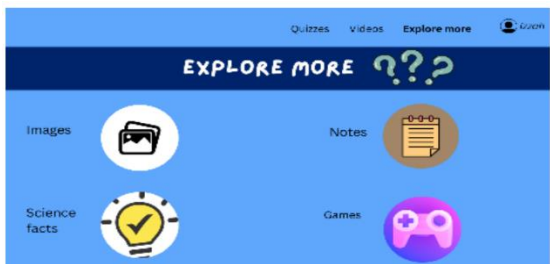 Quizzes Videos Explore more
EXPLORE MORE ???
Images
Notes
Science
facts
Games